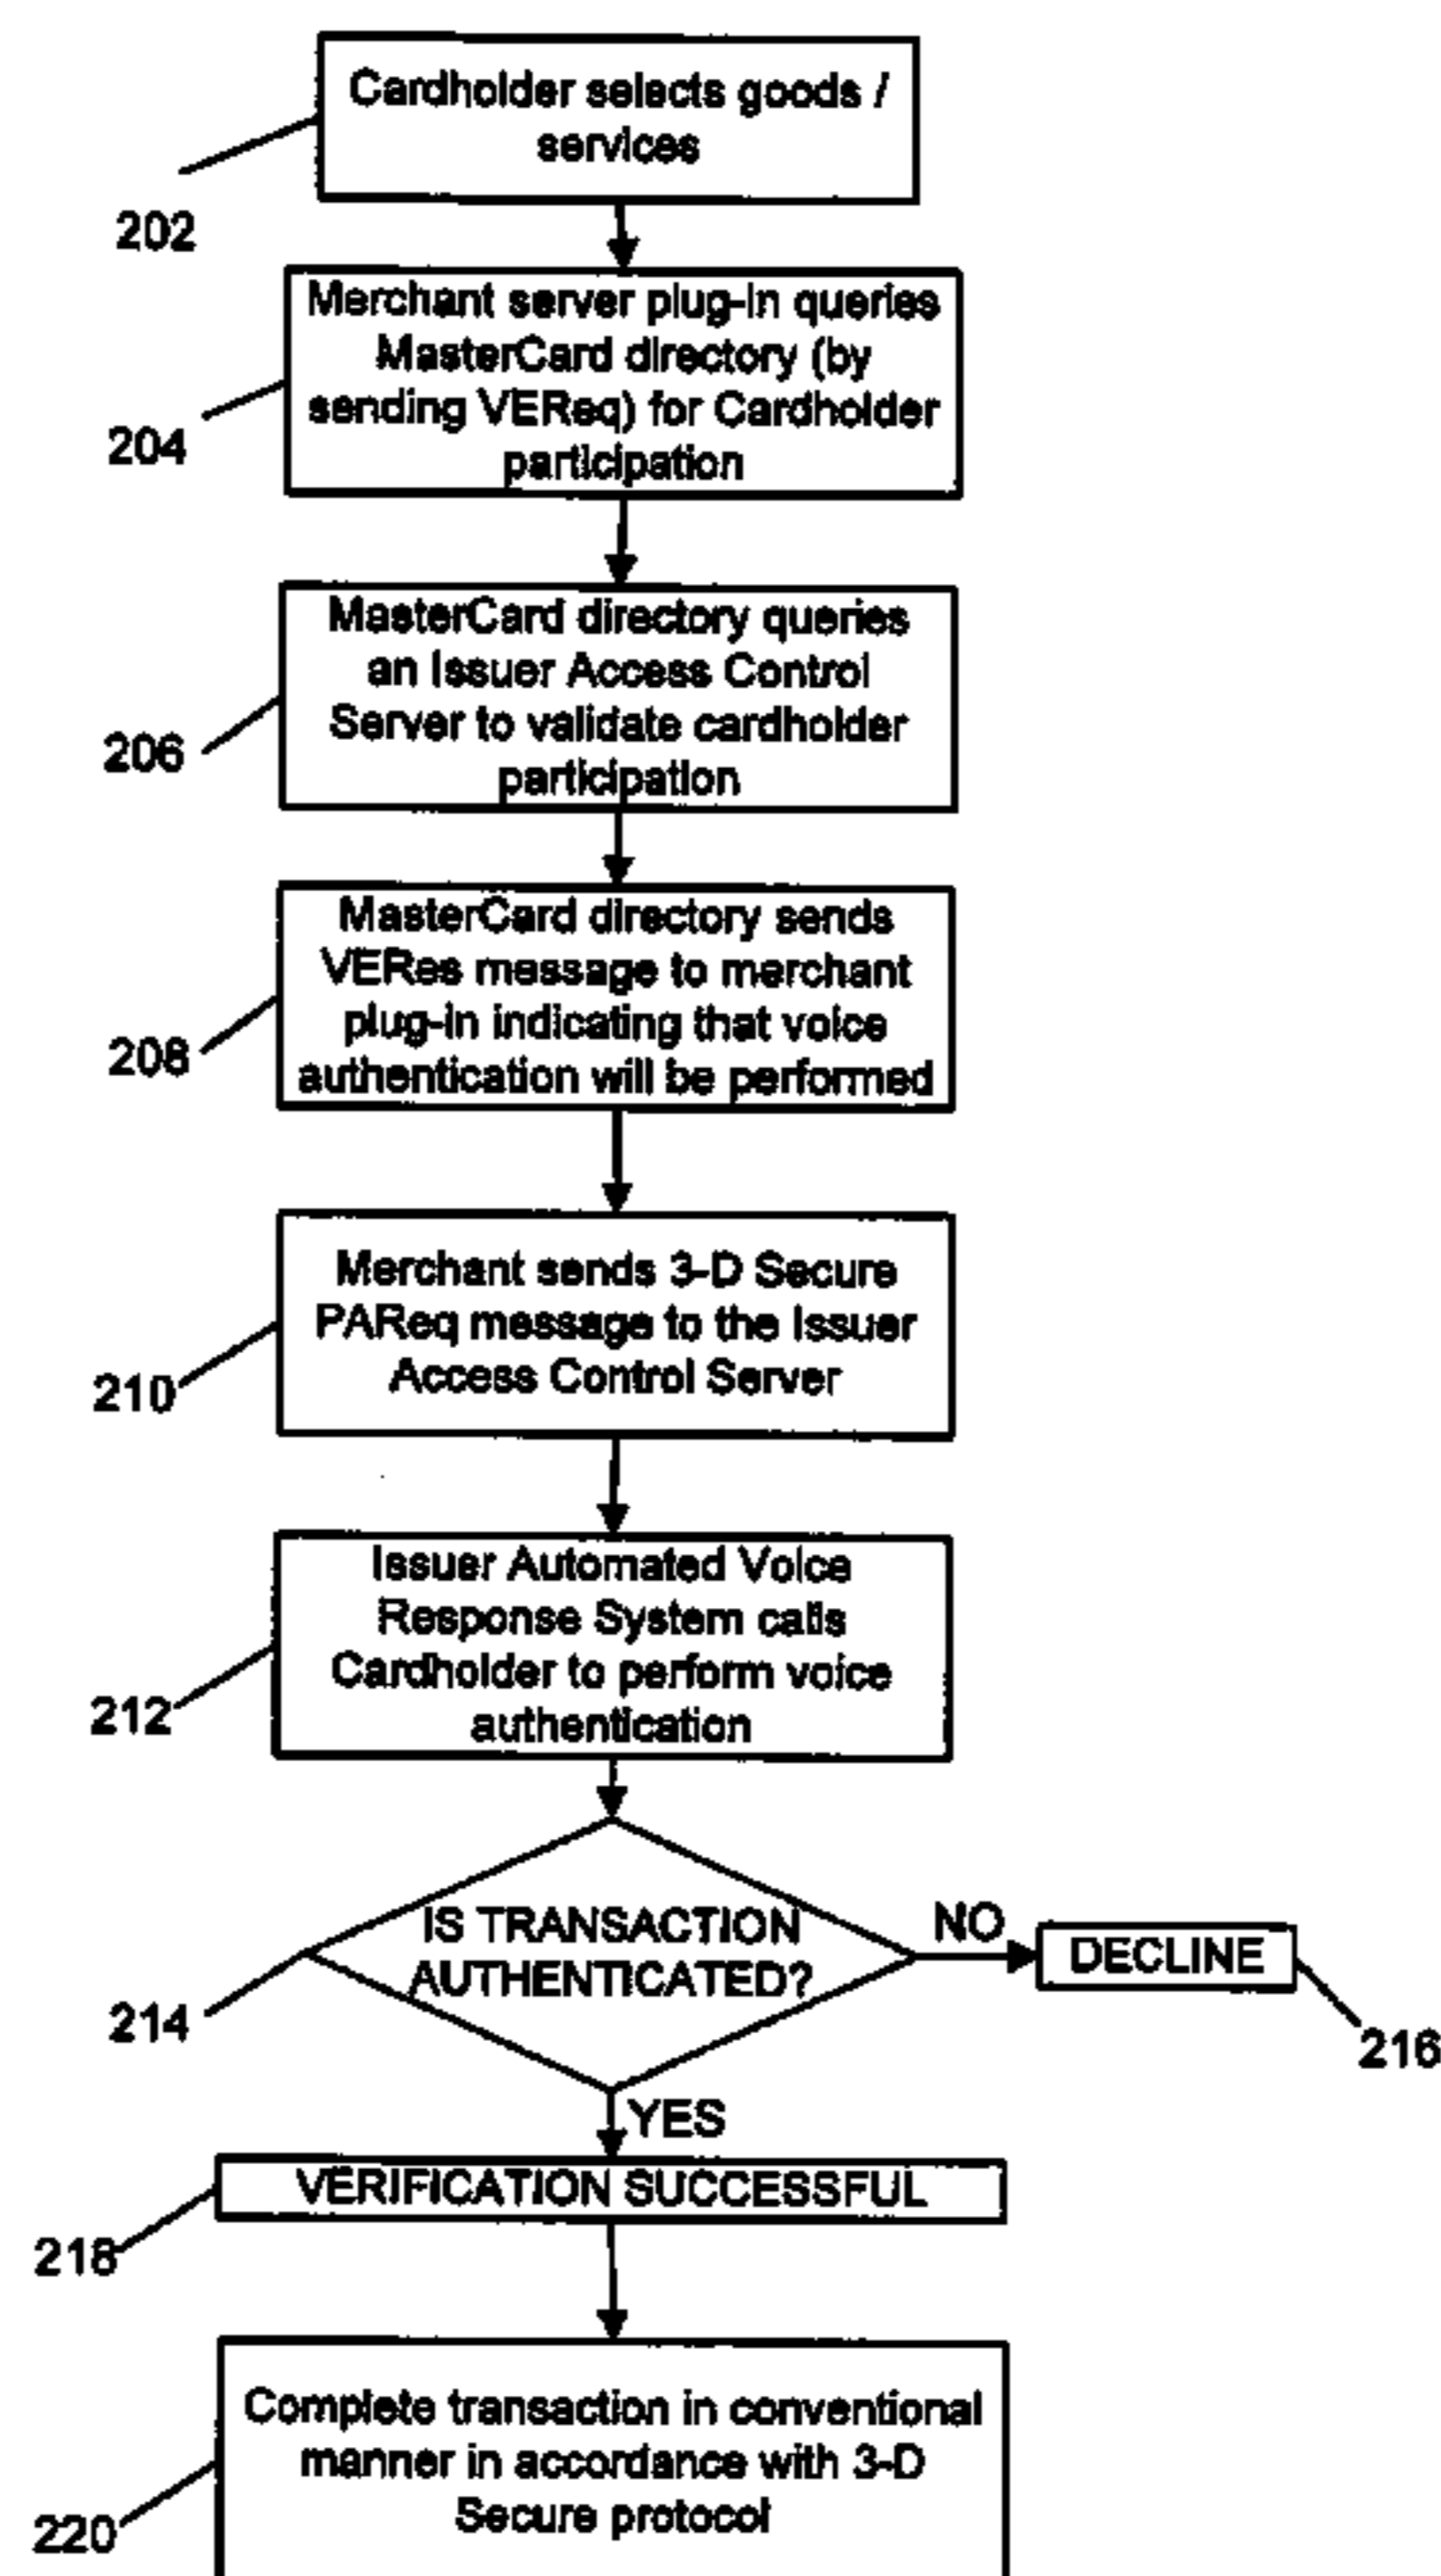 Cardholder selects goods /
services
202
Merchant server plug-in queries
MasterCard directory (by
sending VEReq) for Cardholder
participation
204
MasterCard directory queries
an Issuer Access Control
Server to validate cardholder
participation
206
MasterCard directory sends
VERes message to merchant
plug-in indicating that voice
authentication will be performed
208
Merchant sends 3-D Secure
PAReq message to the Issuer
Access Control Server
210
Issuer Automated Voice
Response System calls
Cardholder to perform voice
authentication
212
IS TRANSACTION
AUTHENTICATED?
214
NO
DECLINE
216
YES
VERIFICATION SUCCESSFUL
218
Complete transaction in conventional
manner in accordance with 3-D
Secure protocol
220